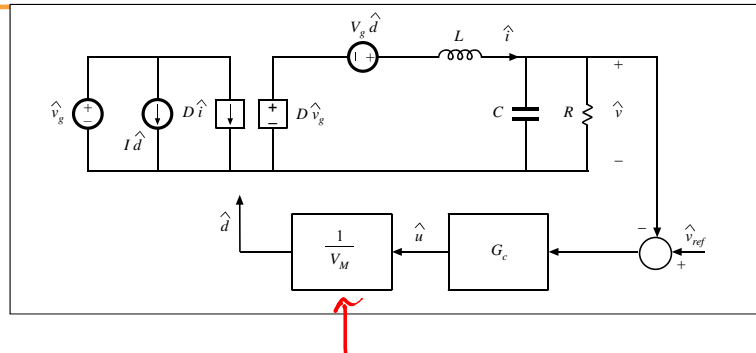 V_g d̂
L
î
+
+
−
v̂_g
I d̂
D î
+
−
D v̂_g
−
+
C
R
v̂
−
d̂
1
V_M
û
G_c
−
v̂_ref
+